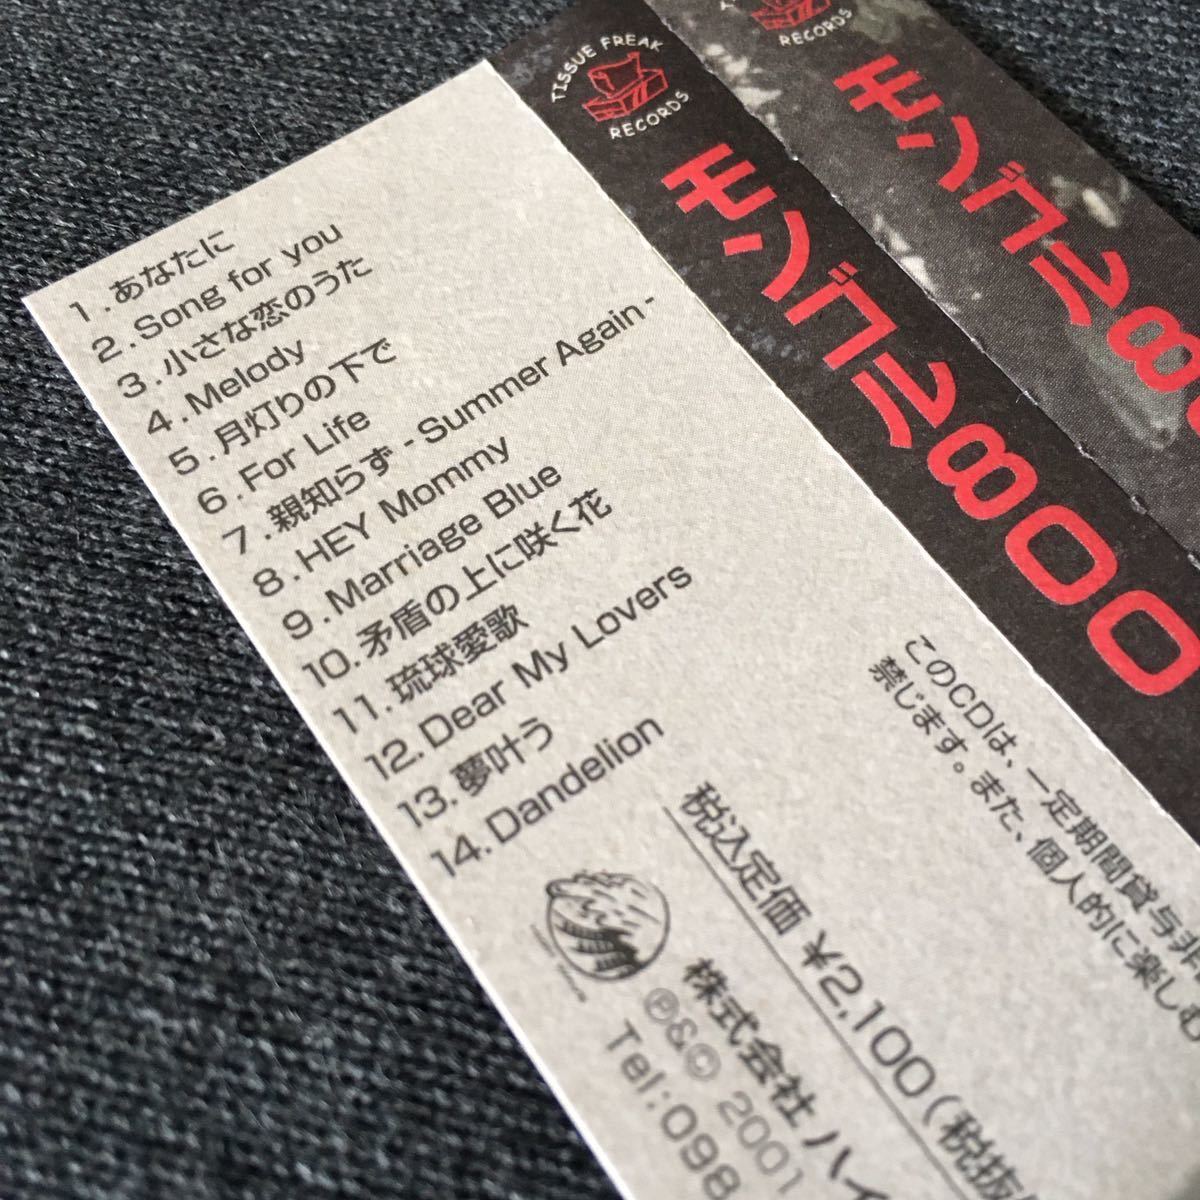 1.あなたに
2.Song for you
3.小さな恋のうた
4.Melody
5.月灯りの下で
6.For Life
7.親知らず - Summer Again -
8.HEY Mommy
9.Marriage Blue
10.矛盾の上に咲く花
11.琉球愛歌
12.Dear My Lovers
13.夢叶う
14.Dandelion
税込定価 ¥2,100(税抜
株式会社 ハイ
℗&© 2001
Tel:098
このCDは、一定期間貸与非
禁じます。また、個人的に楽しむ
TISSUE FREAK
RECORDS
モンゴル800
RECORDS
モンゴル8